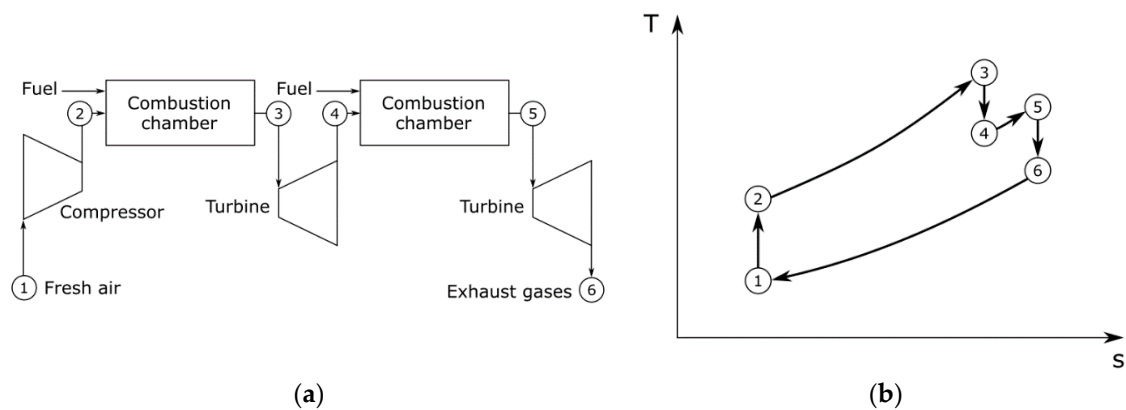 Fuel
Combustion
chamber
Fuel
Combustion
chamber
2
3
4
5
Turbine
Turbine
Compressor
1
Fresh air
Exhaust gases
6
(a)
T
3
5
4
6
2
1
s
(b)